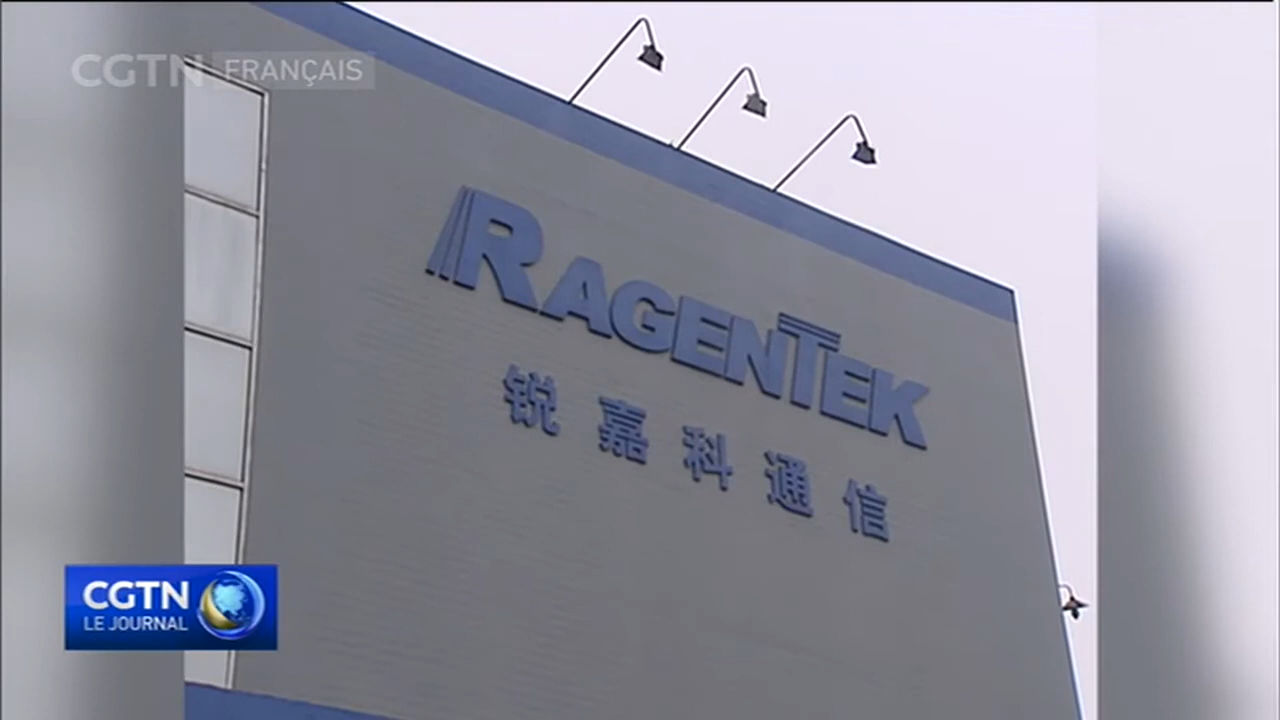 CGTN FRANÇAIS
RAGENTEK
锐嘉科通信
CGTN
LE JOURNAL